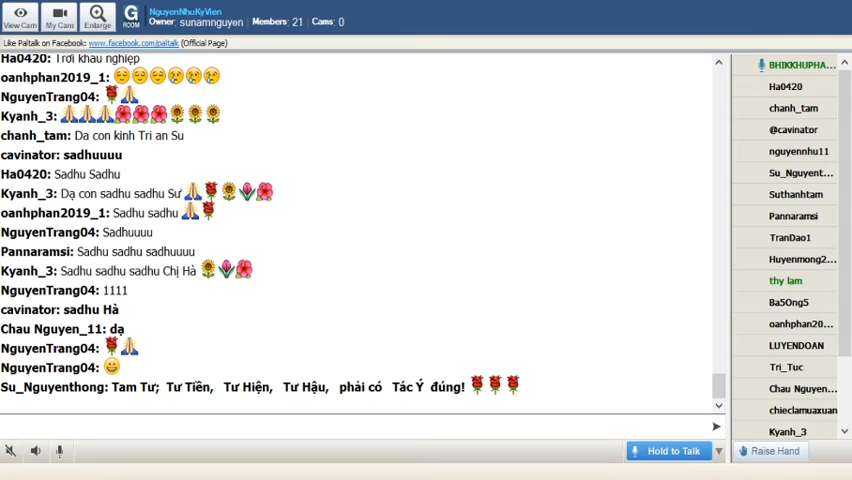 View Cam
My Cam
Enlarge
G
ROOM
NguyenNhuKyVien
Owner: sunamnguyen Members: 21 Cams: 0
Like Paltalk on Facebook: www.facebook.com/paltalk (Official Page)
Ha0420: Trời khẩu nghiệp
oanhphan2019_1:
NguyenTrang04:
Kyanh_3:
chanh_tam: Da con kinh Tri an Su
cavinator: sadhuuuu
Ha0420: Sadhu Sadhu
Kyanh_3: Dạ con sadhu sadhu Sư
oanhphan2019_1: Sadhu sadhu
NguyenTrang04: Sadhuuuu
Pannaramsi: Sadhu sadhu sadhuuuu
Kyanh_3: Sadhu sadhu sadhu Chị Hà
NguyenTrang04: 1111
cavinator: sadhu Hà
Chau Nguyen_11: dạ
NguyenTrang04:
NguyenTrang04:
Su_Nguyenthong: Tam Tư; Tư Tiền, Tư Hiện, Tư Hậu, phải có Tác Ý đúng!
BHIKKHUPHA...
Ha0420
chanh_tam
@cavinator
nguyennhu11
Su_Nguyent...
Suthanhtam
Pannaramsi
TranDao1
Huyenmong2...
thy lam
Ba5Ong5
oanhphan20...
LUYENDOAN
Tri_Tuc
Chau Nguyen...
chieclamuaxuan
Kyanh_3
Hold to Talk
Raise Hand